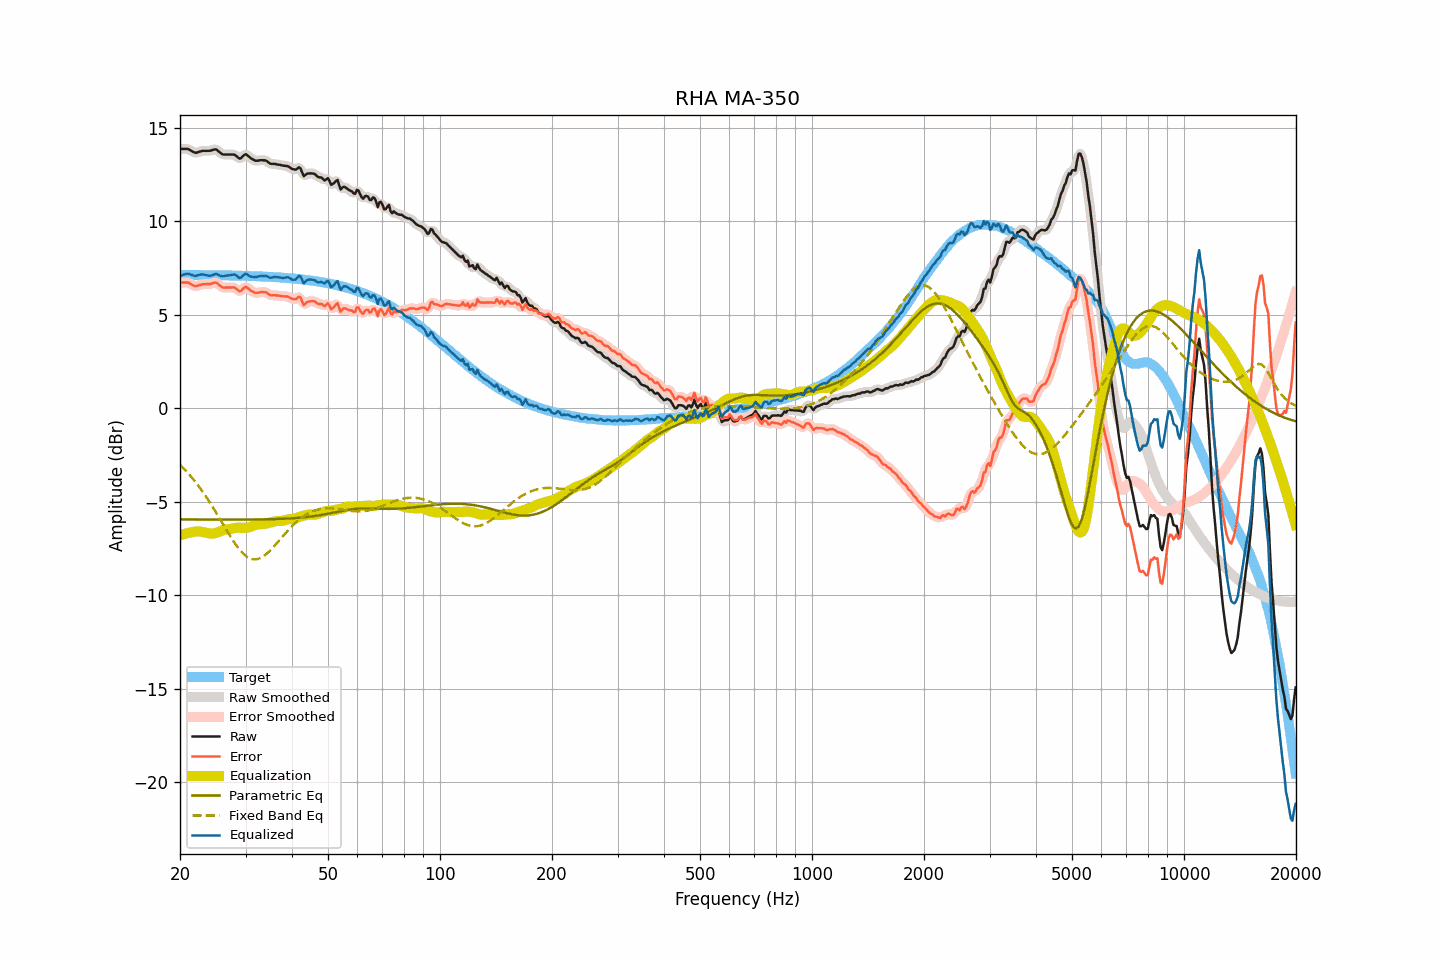 RHA MA-350
15
10
5
0
−5
−10
−15
−20
Amplitude (dBr)
Target
Raw Smoothed
Error Smoothed
Raw
Error
Equalization
Parametric Eq
Fixed Band Eq
Equalized
20 50 100 200 500 1000 2000 5000 10000 20000
Frequency (Hz)